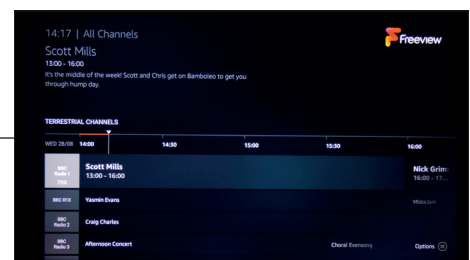 14:17 | All Channels
Freeview
Scott Mills
13:00 - 16:00
It's the middle of the week! Scott and Chris get on Bamboleo to get you
through hump day.
TERRESTRIAL CHANNELS
WED 28/08 14:00 14:30 15:00 15:30 16:00
BBC Radio 1 700
Scott Mills
13:00 - 16:00
Nick Grim
16:00 - 17...
BBC R1X Yasmin Evans MistaJam
BBC Radio 2 Craig Charles
BBC Radio 3 Afternoon Concert Choral Evensong Options